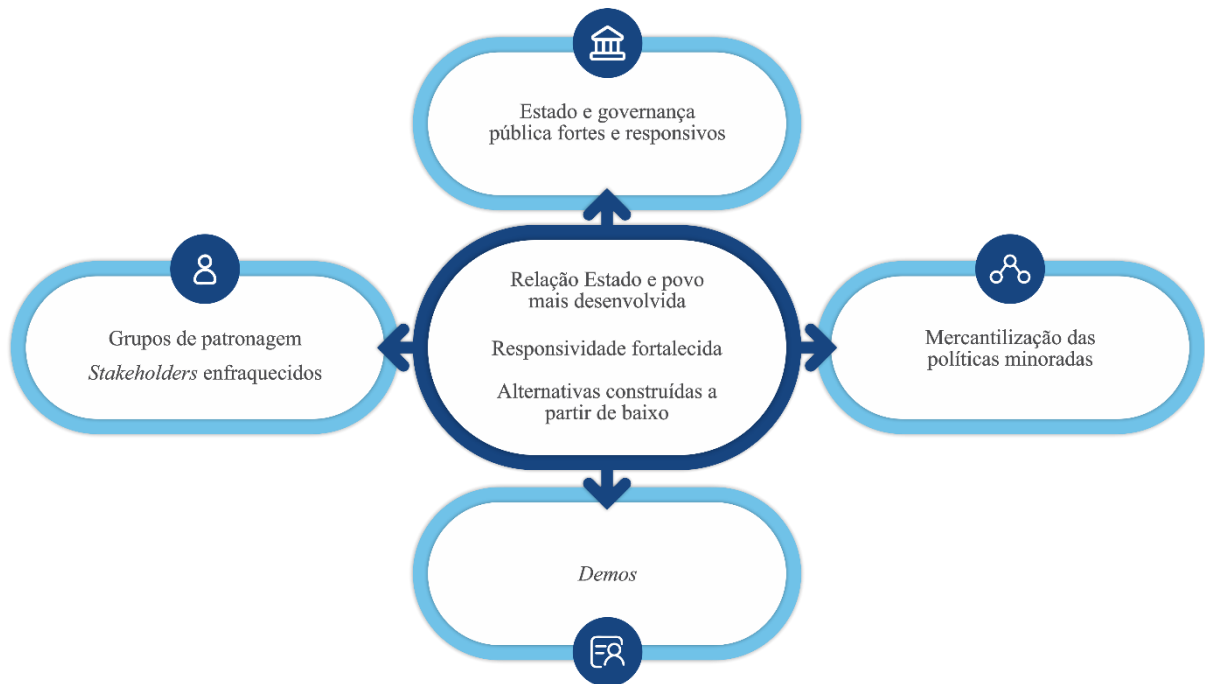 Estado e governança
pública fortes e responsivos
Relação Estado e povo
mais desenvolvida
Responsividade fortalecida
Alternativas construídas a
partir de baixo
Grupos de patronagem
Stakeholders enfraquecidos
Mercantilização das
políticas minoradas
Demos